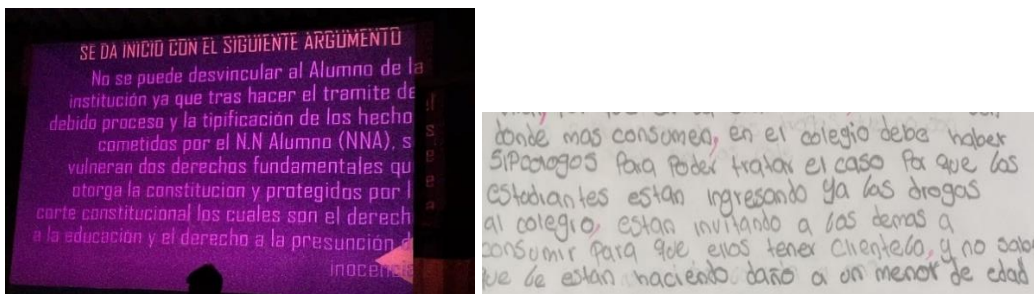 SE DA INICIO CON EL SIGUIENTE ARGUMENTO
No se puede desvincular al Alumno de la
institución ya que tras hacer el tramite de
debido proceso y la tipificación de los hecho
cometidos por el N.N Alumno (NNA), s
vulneran dos derechos fundamentales qu
otorga la constitucion y protegidos por l
corte constitucional los cuales son el derech
a la educación y el derecho a la presunción d
inocencia
donde mas consumen, en el colegio debe haber
SIPcologos Para Poder tratar el caso Por que los
estodiantes estan ingresando ya las drogas
al colegio, estan invitando a los demas a
consumir para que ellos tener clientela, y no sabe
que le estan haciendo daño a un menor de edad